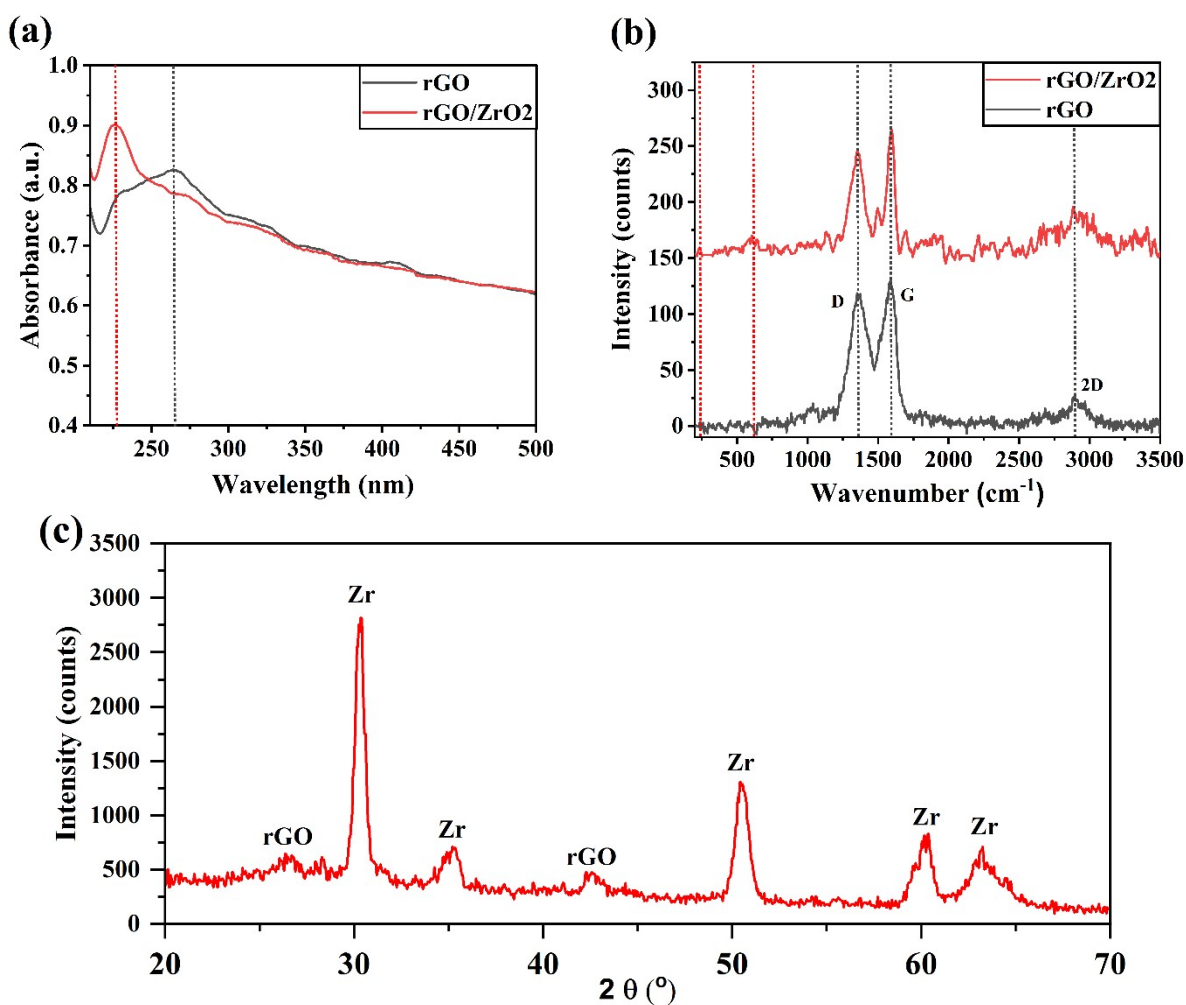 (a)
1.0
0.9
0.8
0.7
0.6
0.5
0.4
Absorbance (a.u.)
rGO
rGO/ZrO2
250 300 350 400 450 500
Wavelength (nm)
(b)
300
250
200
150
100
50
0
Intensity (counts)
rGO/ZrO2
rGO
D
G
2D
500 1000 1500 2000 2500 3000 3500
Wavenumber (cm-1)
(c)
3500
3000
2500
2000
1500
1000
500
0
Intensity (counts)
rGO
Zr
Zr
rGO
Zr
Zr
Zr
20 30 40 50 60 70
2 θ (o)